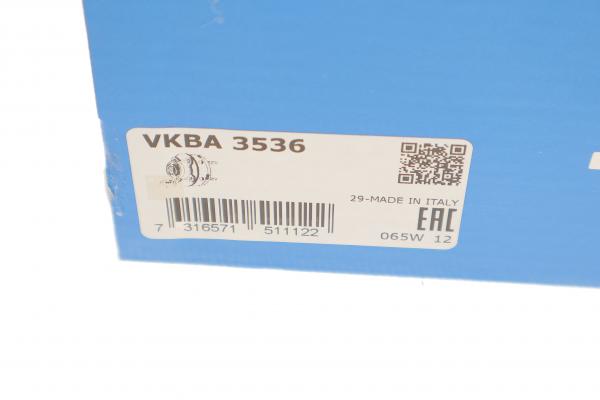 VKBA 3536
29-MADE IN ITALY
EAC
7 316571 511122
065W 12